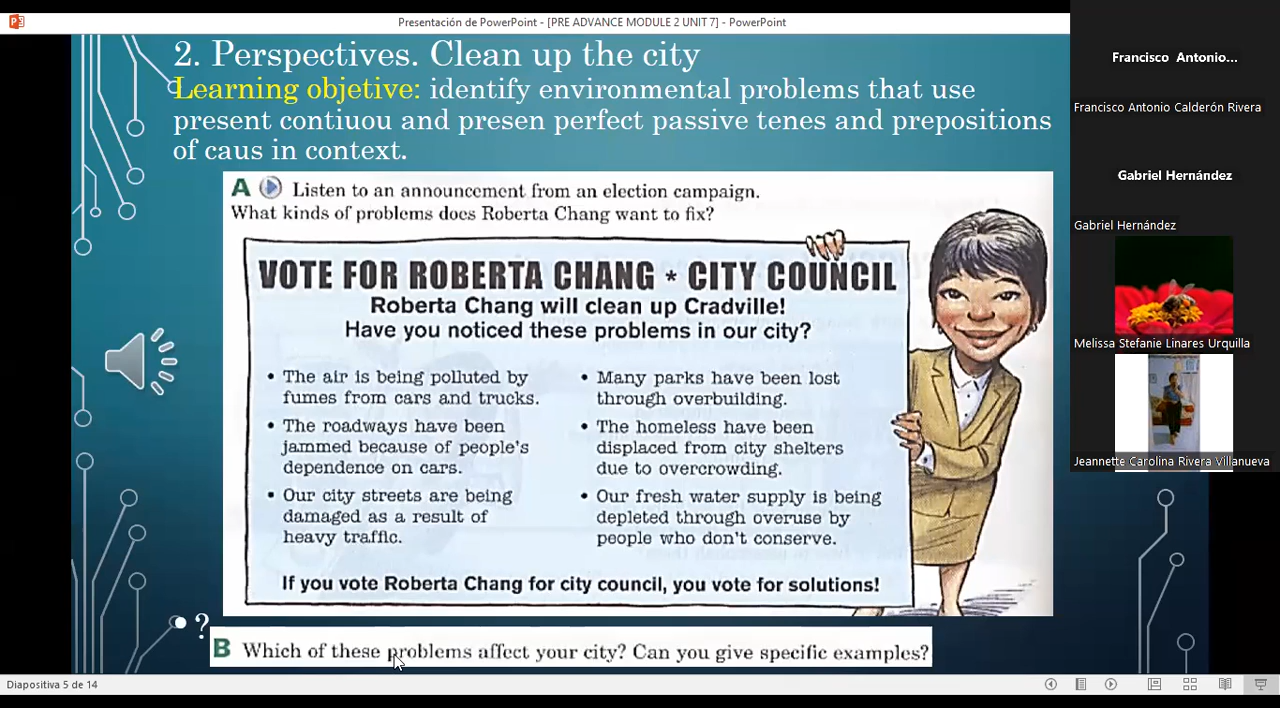 Presentación de PowerPoint - [PRE ADVANCE MODULE 2 UNIT 7] - PowerPoint
2. Perspectives. Clean up the city
Learning objetive: identify environmental problems that use
present contiuou and presen perfect passive tenes and prepositions
of caus in context.
A Listen to an announcement from an election campaign.
What kinds of problems does Roberta Chang want to fix?
VOTE FOR ROBERTA CHANG * CITY COUNCIL
Roberta Chang will clean up Cradville!
Have you noticed these problems in our city?
• The air is being polluted by
fumes from cars and trucks.
• The roadways have been
jammed because of people's
dependence on cars.
• Our city streets are being
damaged as a result of
heavy traffic.
• Many parks have been lost
through overbuilding.
• The homeless have been
displaced from city shelters
due to overcrowding.
• Our fresh water supply is being
depleted through overuse by
people who don't conserve.
If you vote Roberta Chang for city council, you vote for solutions!
• ?
B Which of these problems affect your city? Can you give specific examples?
Diapositiva 5 de 14
Francisco Antonio...
Francisco Antonio Calderón Rivera
Gabriel Hernández
Gabriel Hernández
Melissa Stefanie Linares Urquilla
Jeannette Carolina Rivera Villanueva